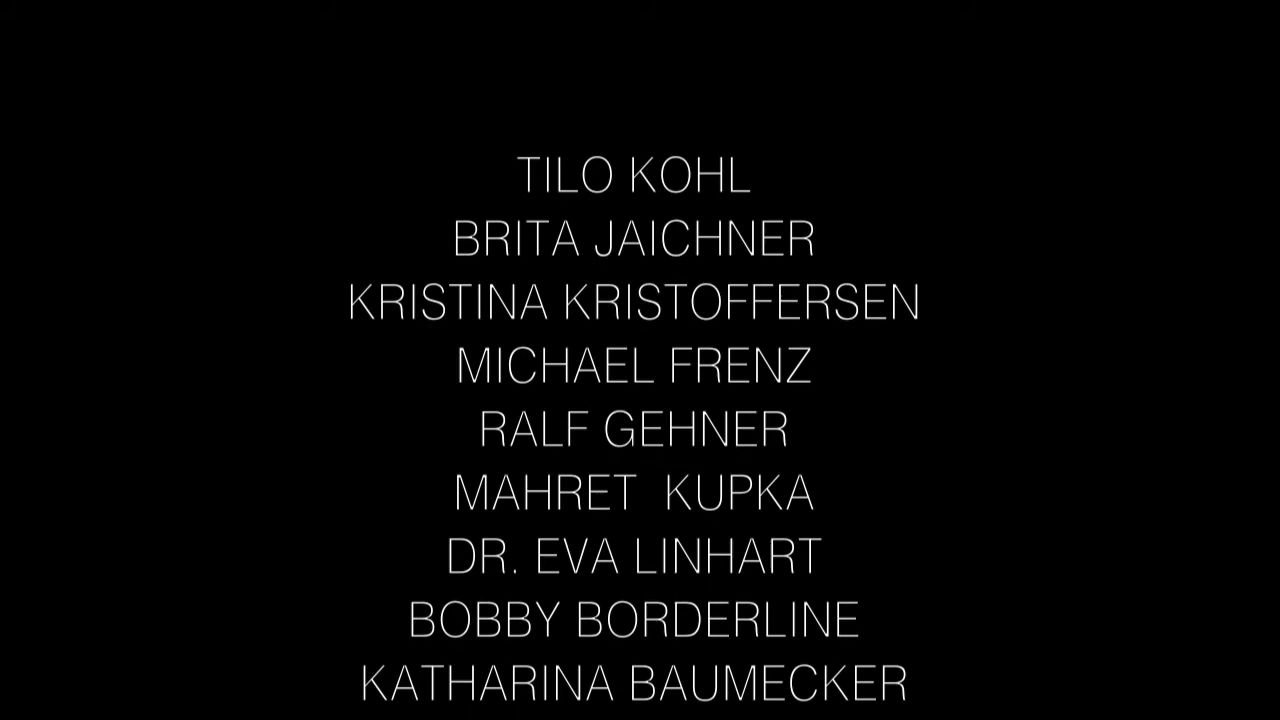 TILO KOHL
BRITA JAICHNER
KRISTINA KRISTOFFERSEN
MICHAEL FRENZ
RALF GEHNER
MAHRET  KUPKA
DR. EVA LINHART
BOBBY BORDERLINE
KATHARINA BAUMECKER